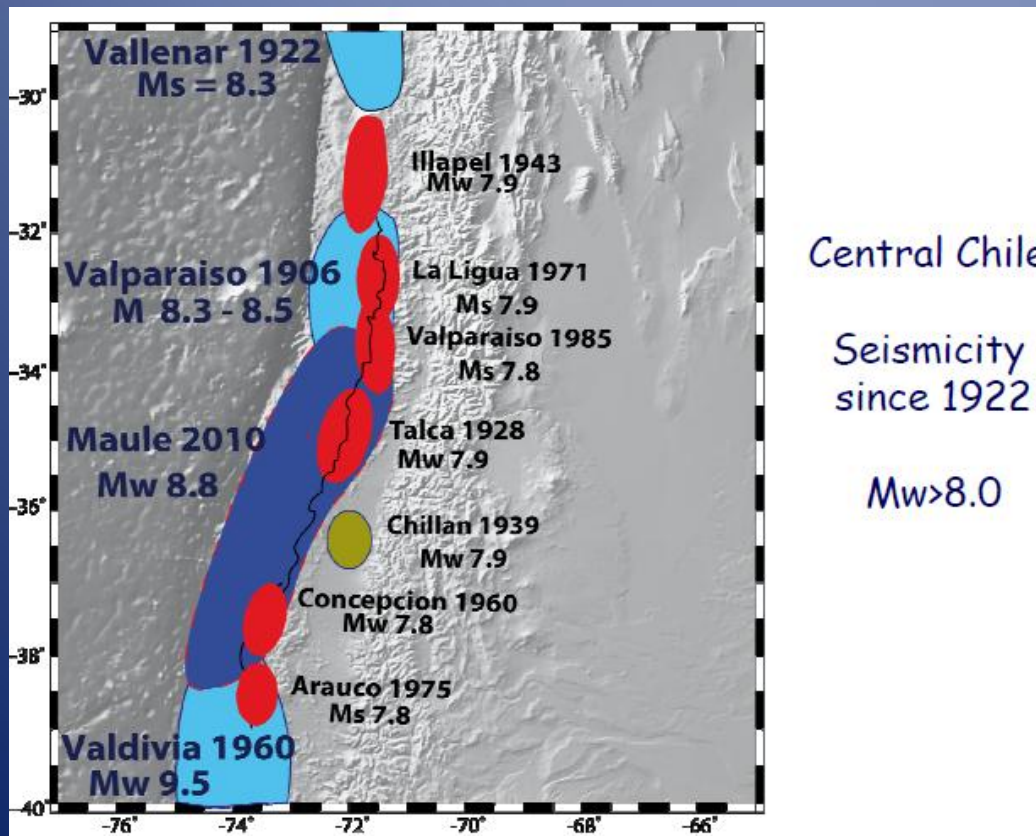 Vallenar 1922
Ms = 8.3
Illapel 1943
Mw 7.9
Valparaiso 1906
M 8.3 - 8.5
La Ligua 1971
Ms 7.9
Valparaiso 1985
Ms 7.8
Maule 2010
Mw 8.8
Talca 1928
Mw 7.9
Chillan 1939
Mw 7.9
Concepcion 1960
Mw 7.8
Arauco 1975
Ms 7.8
Valdivia 1960
Mw 9.5
-30°
-32°
-34°
-36°
-38°
-40°
-76° -74° -72° -70° -68° -66°
Central Chile
Seismicity
since 1922
Mw>8.0